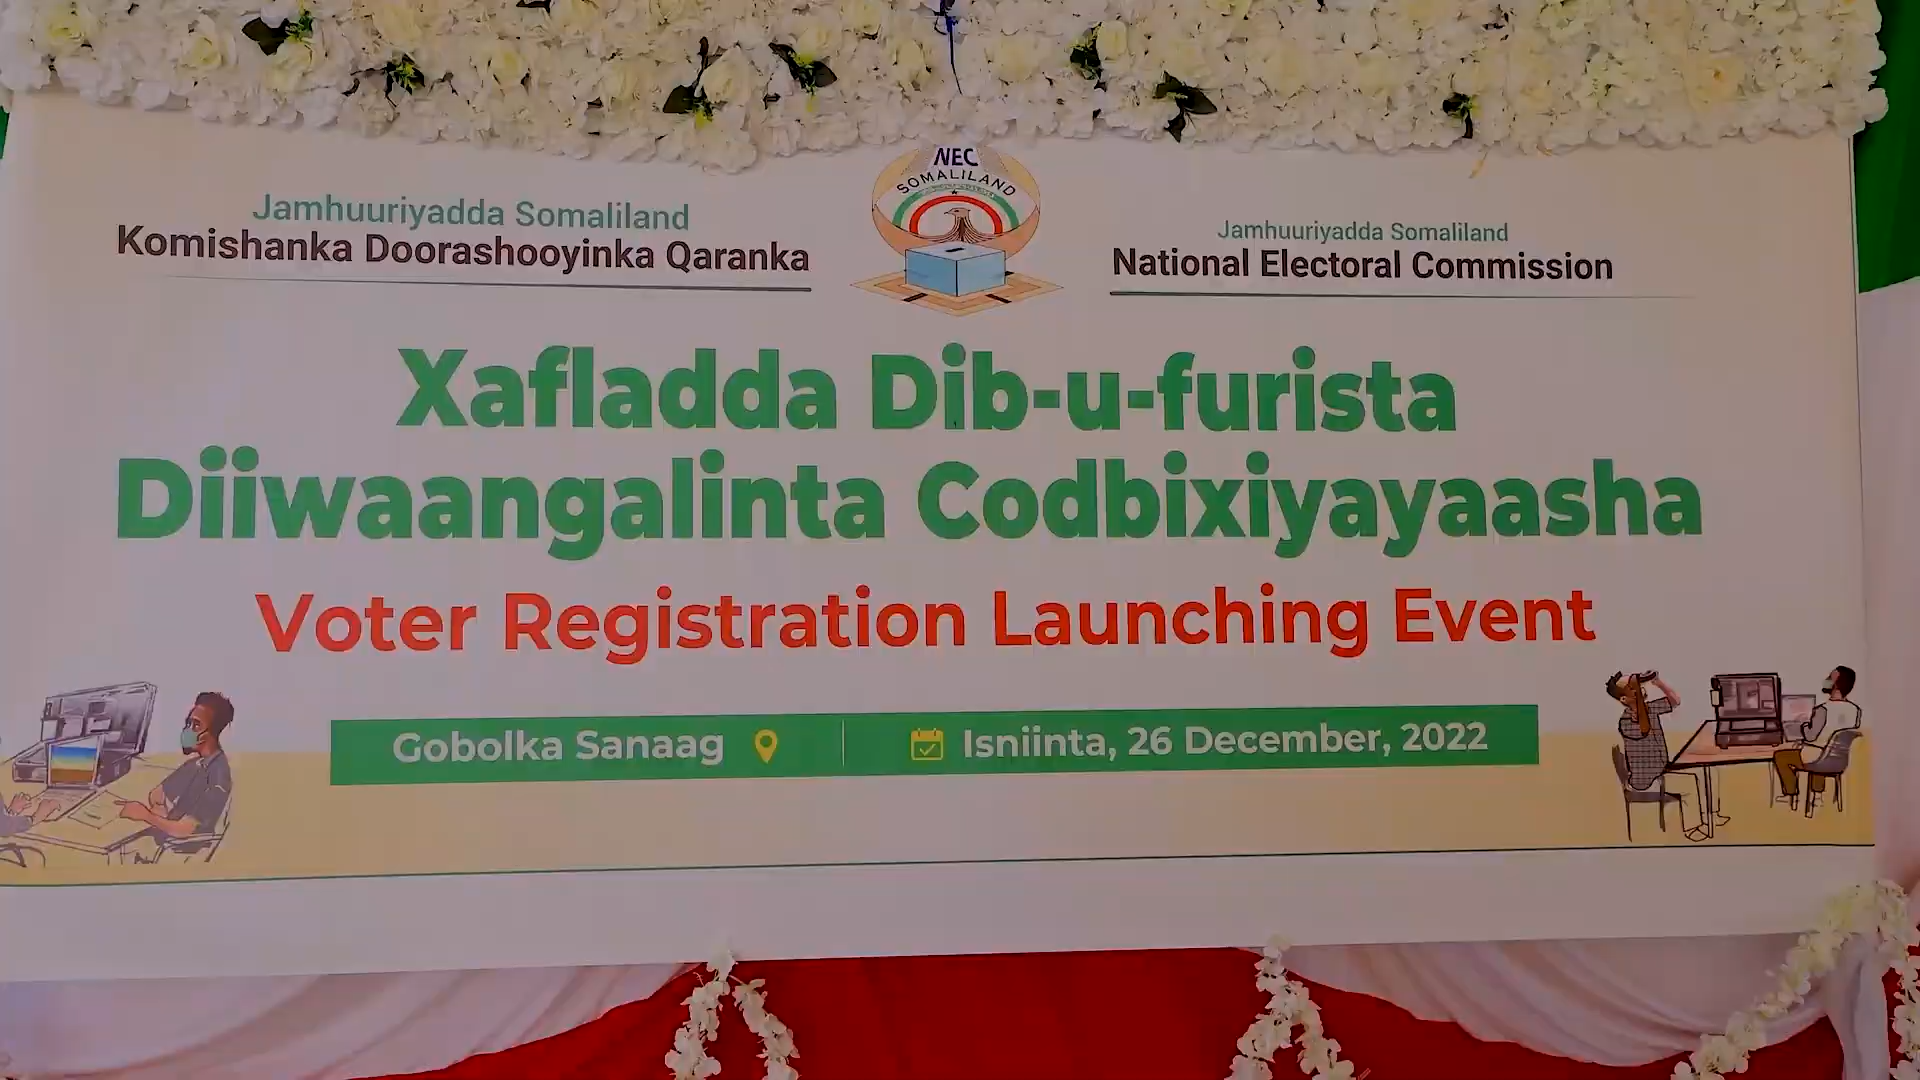 NEC
SOMALILAND
Jamhuuriyadda Somaliland
Komishanka Doorashooyinka Qaranka
Jamhuuriyadda Somaliland
National Electoral Commission
Xafladda Dib-u-furista
Diiwaangalinta Codbixiyayaasha
Voter Registration Launching Event
Gobolka Sanaag
Isniinta, 26 December, 2022